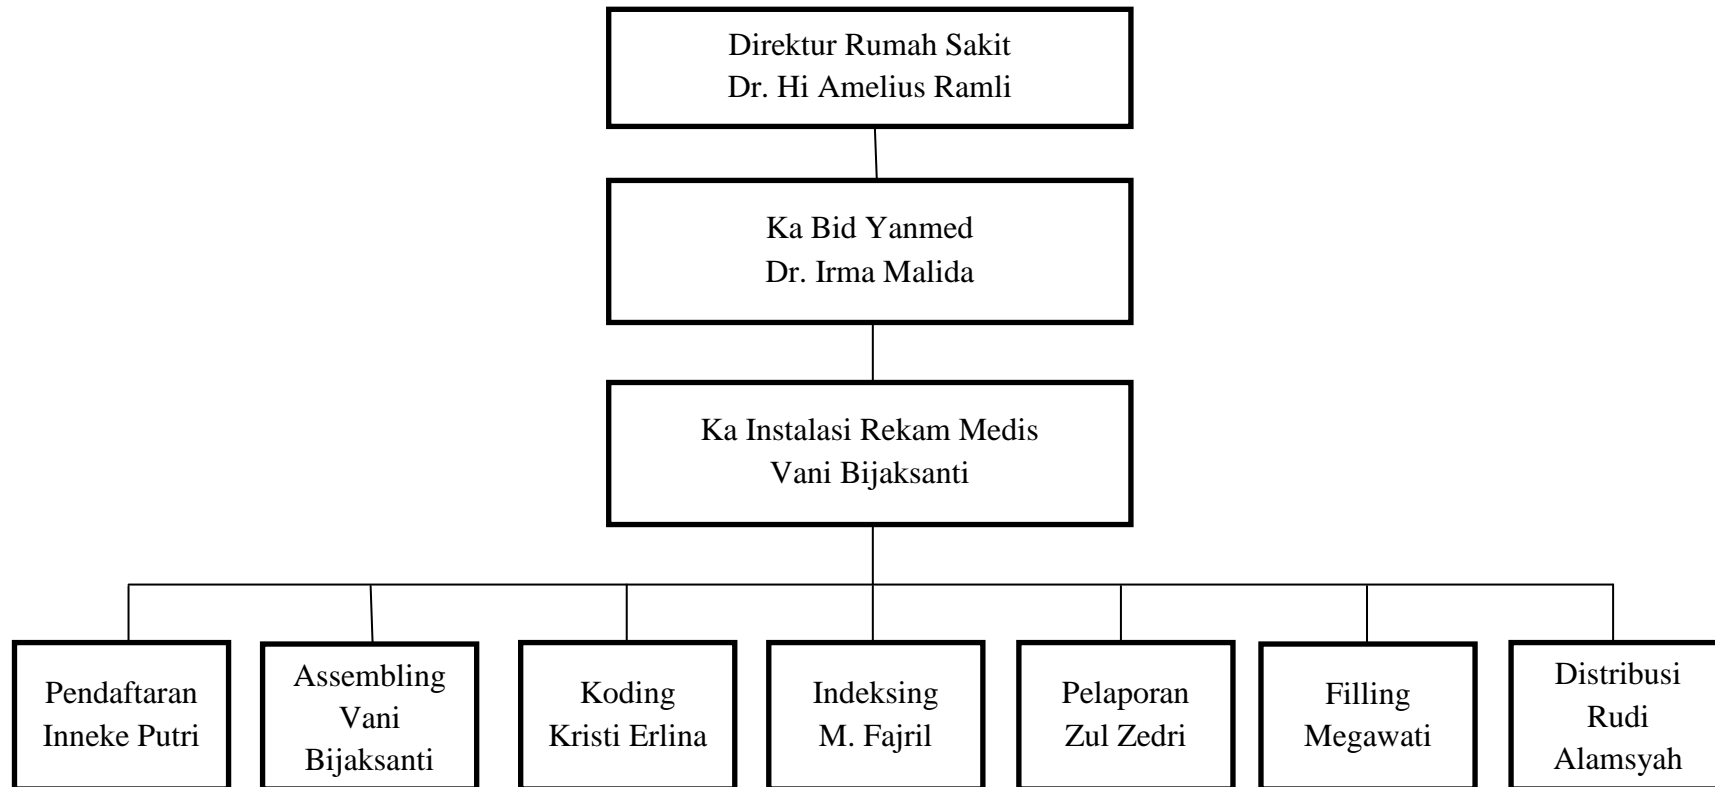 Direktur Rumah Sakit
Dr. Hi Amelius Ramli
Ka Bid Yanmed
Dr. Irma Malida
Ka Instalasi Rekam Medis
Vani Bijaksanti
Pendaftaran
Inneke Putri
Assembling
Vani
Bijaksanti
Koding
Kristi Erlina
Indeksing
M. Fajril
Pelaporan
Zul Zedri
Filling
Megawati
Distribusi
Rudi
Alamsyah